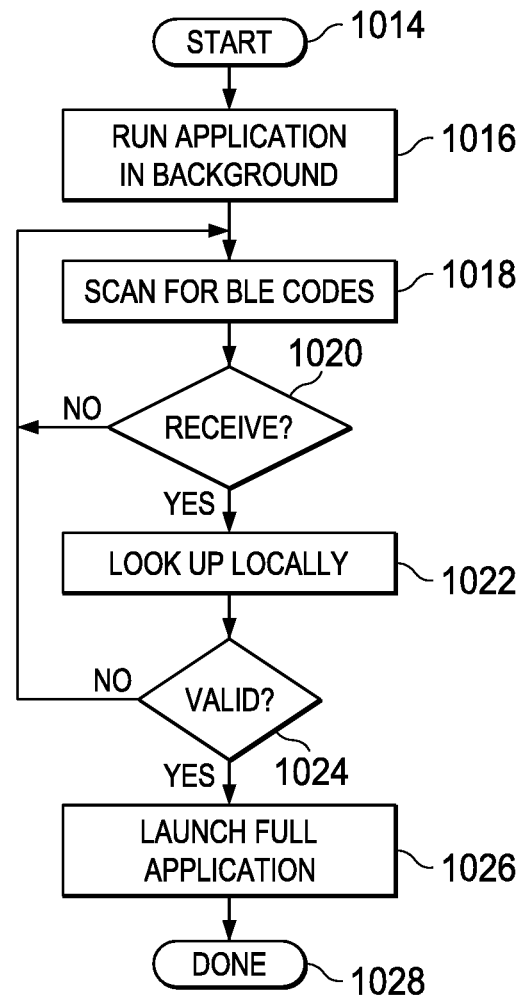 START
1014
RUN APPLICATION
IN BACKGROUND
1016
SCAN FOR BLE CODES
1018
1020
NO
RECEIVE?
YES
LOOK UP LOCALLY
1022
NO
VALID?
1024
YES
LAUNCH FULL
APPLICATION
1026
DONE
1028